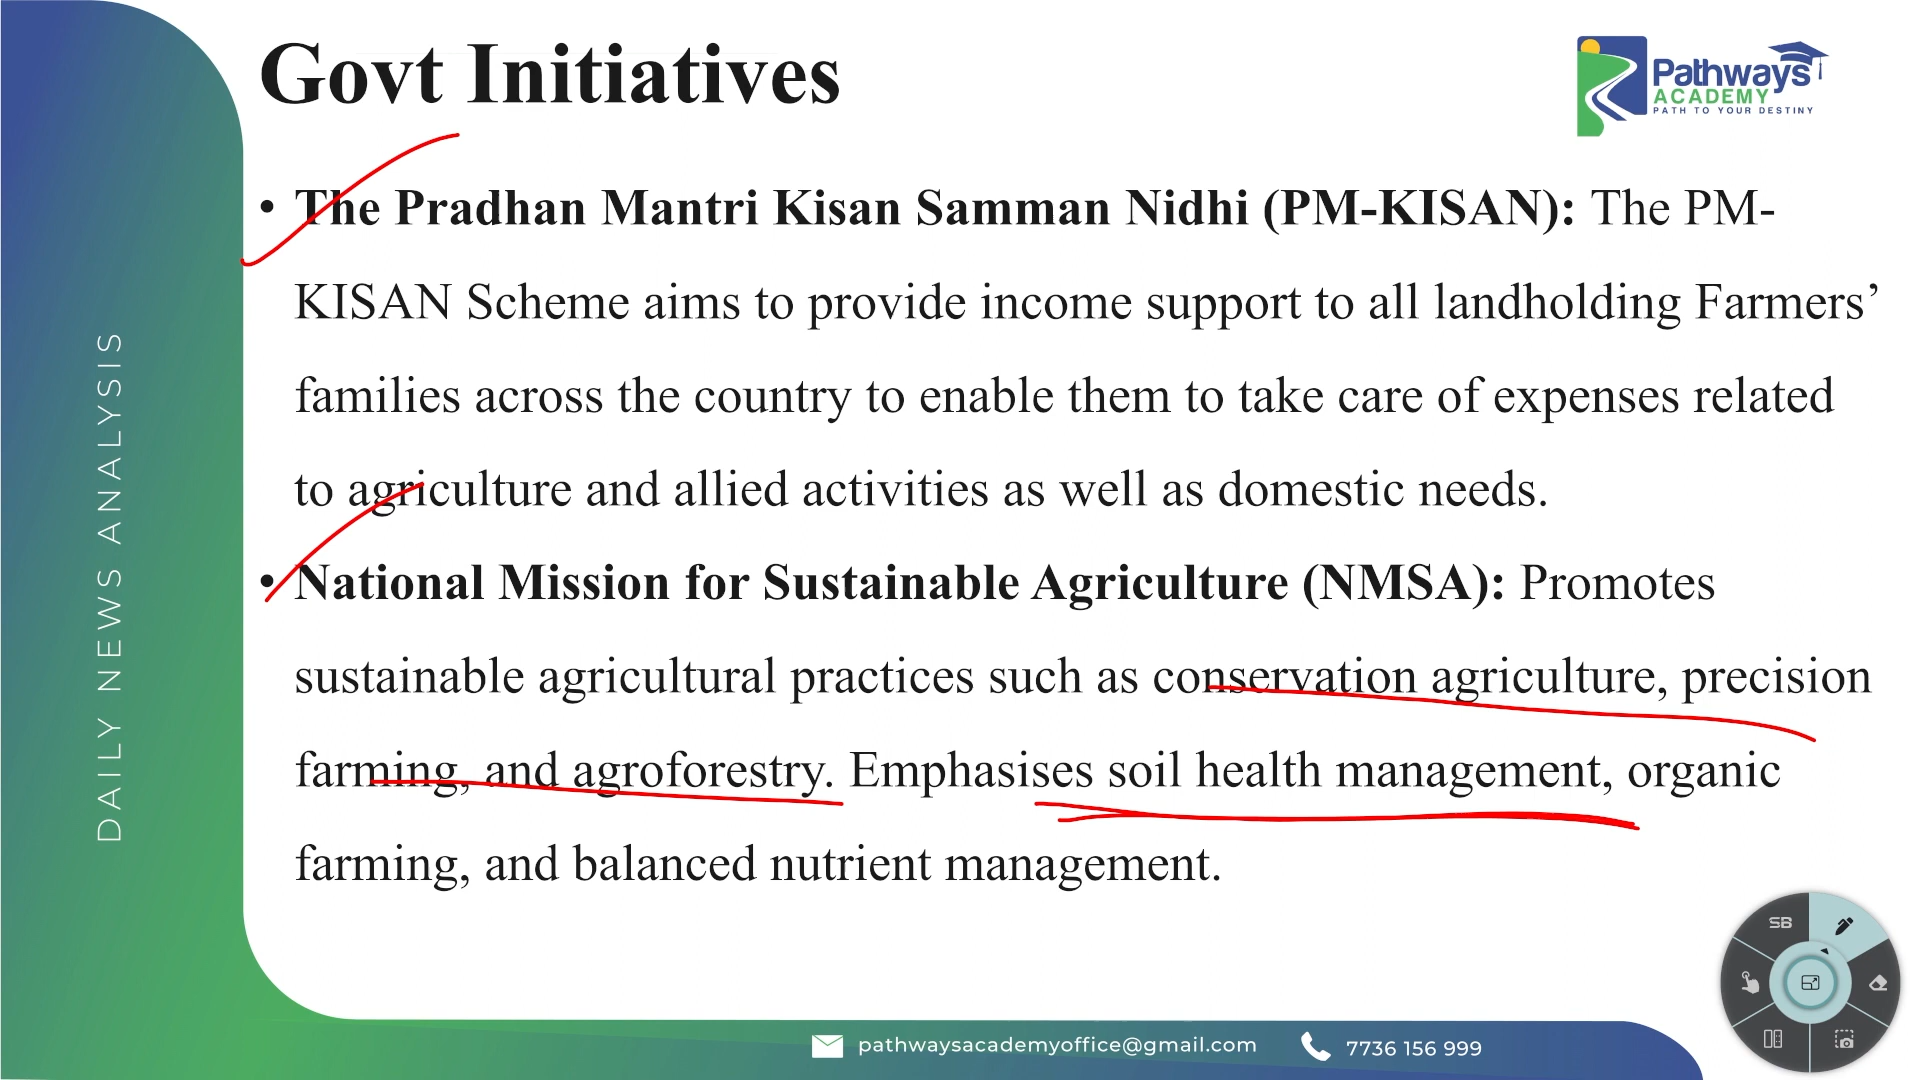 Govt Initiatives
Pathways
ACADEMY
PATH TO YOUR DESTINY
• The Pradhan Mantri Kisan Samman Nidhi (PM-KISAN): The PM-
KISAN Scheme aims to provide income support to all landholding Farmers’
families across the country to enable them to take care of expenses related
to agriculture and allied activities as well as domestic needs.
• National Mission for Sustainable Agriculture (NMSA): Promotes
sustainable agricultural practices such as conservation agriculture, precision
farming, and agroforestry. Emphasises soil health management, organic
farming, and balanced nutrient management.
DAILY NEWS ANALYSIS
SB
pathwaysacademyoffice@gmail.com
7736 156 999